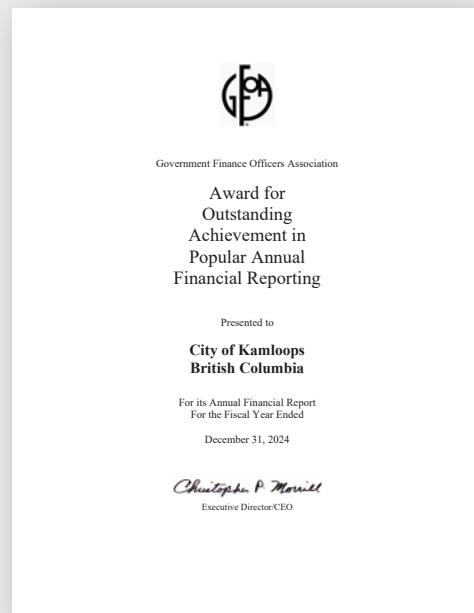 GFOA
Government Finance Officers Association
Award for
Outstanding
Achievement in
Popular Annual
Financial Reporting
Presented to
City of Kamloops
British Columbia
For its Annual Financial Report
For the Fiscal Year Ended
December 31, 2024
Christopher P. Morrill
Executive Director/CEO